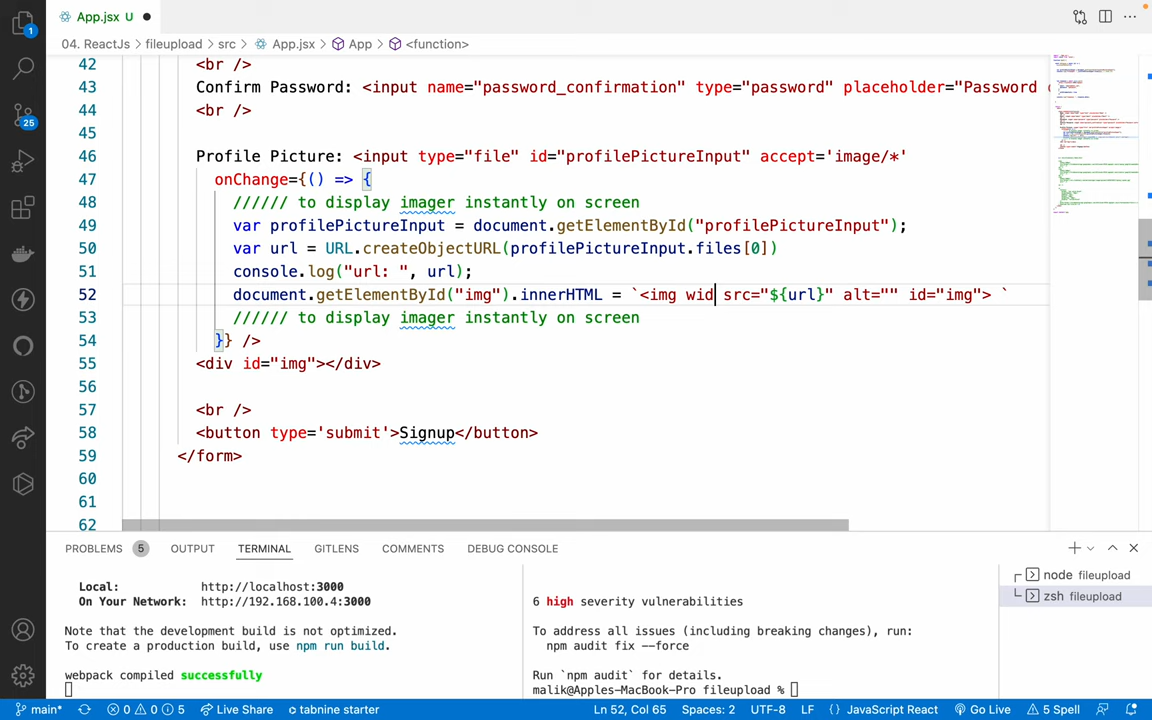 App.jsx U
04. ReactJs > fileupload > src > App.jsx > App > <function>
1
25
42 <br />
43 Confirm Password: <input name="password_confirmation" type="password" placeholder="Password
44 <br />
45
46 Profile Picture: <input type="file" id="profilePictureInput" accept='image/*'
47 onChange={() => {
48 ////// to display imager instantly on screen
49 var profilePictureInput = document.getElementById("profilePictureInput");
50 var url = URL.createObjectURL(profilePictureInput.files[0])
51 console.log("url: ", url);
52 document.getElementById("img").innerHTML = `<img wid src="${url}" alt="" id="img"> `
53 ////// to display imager instantly on screen
54 }} />
55 <div id="img"></div>
56
57 <br />
58 <button type='submit'>Signup</button>
59 </form>
60
61
62
PROBLEMS 5 OUTPUT TERMINAL GITLENS COMMENTS DEBUG CONSOLE
Local: http://localhost:3000
On Your Network: http://192.168.100.4:3000
Note that the development build is not optimized.
To create a production build, use npm run build.
webpack compiled successfully
6 high severity vulnerabilities
To address all issues (including breaking changes), run:
npm audit fix --force
Run `npm audit` for details.
malik@Apples-MacBook-Pro fileupload %
node fileupload
zsh fileupload
main* 0 0 5 Live Share tabnine starter Ln 52, Col 65 Spaces: 2 UTF-8 LF {} JavaScript React Go Live 5 Spell